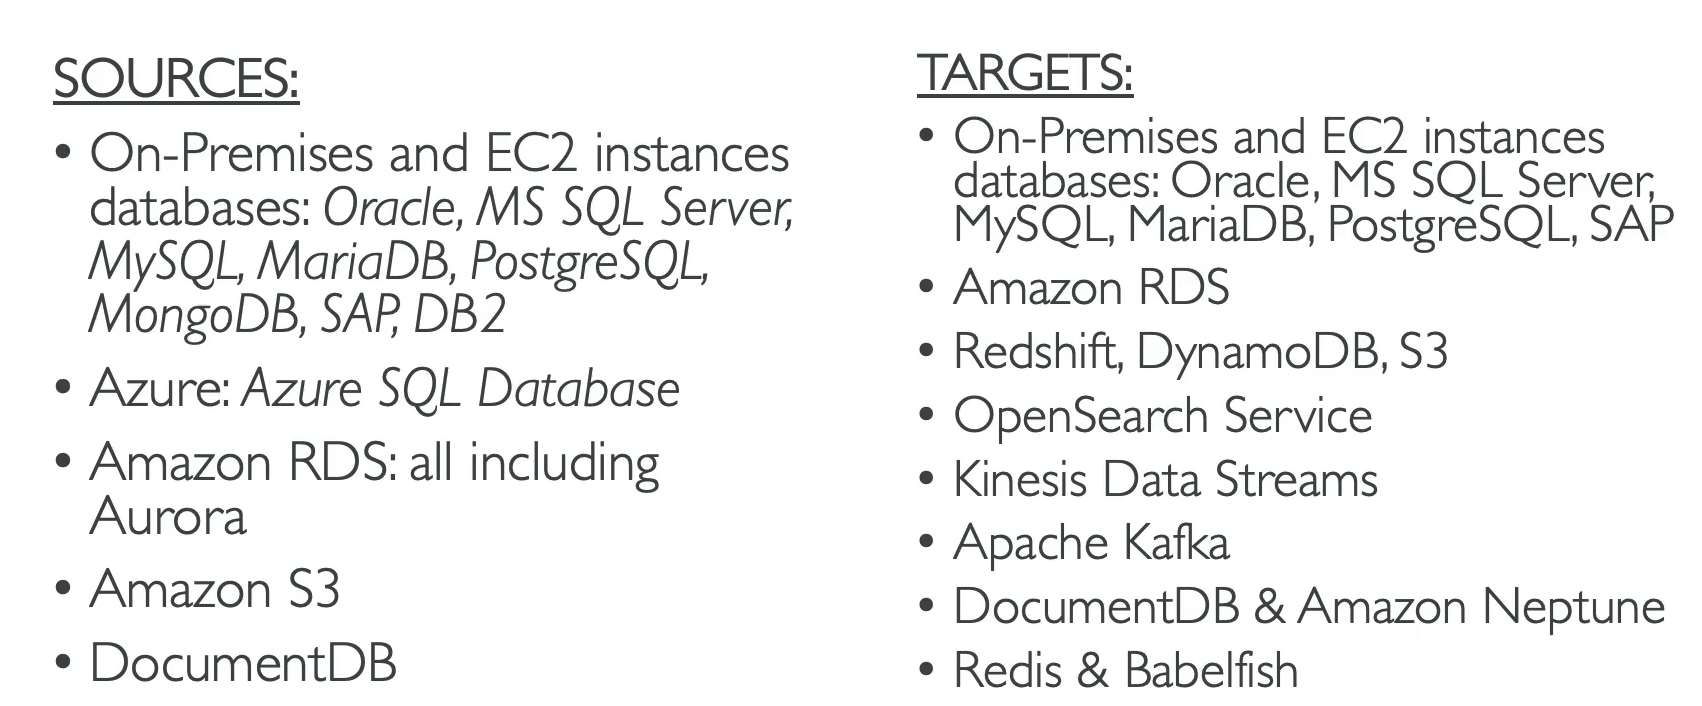 SOURCES:
• On-Premises and EC2 instances
databases: Oracle, MS SQL Server,
MySQL, MariaDB, PostgreSQL,
MongoDB, SAP, DB2
• Azure: Azure SQL Database
• Amazon RDS: all including
Aurora
• Amazon S3
• DocumentDB
TARGETS:
• On-Premises and EC2 instances
databases: Oracle, MS SQL Server,
MySQL, MariaDB, PostgreSQL, SAP
• Amazon RDS
• Redshift, DynamoDB, S3
• OpenSearch Service
• Kinesis Data Streams
• Apache Kafka
• DocumentDB & Amazon Neptune
• Redis & Babelfish